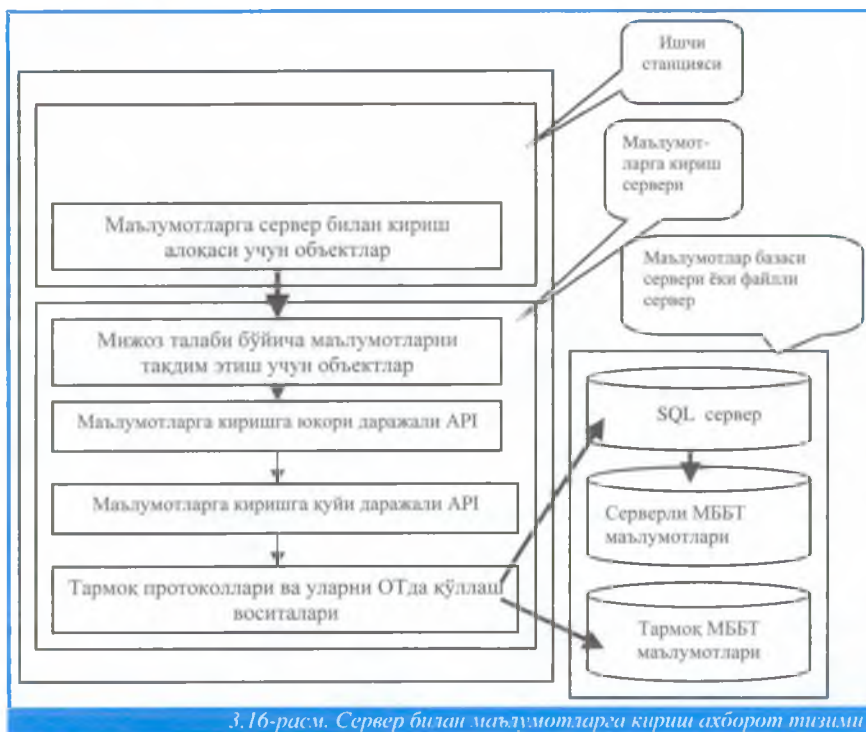 Ишчи
станцияси
Маълумот-
ларга кириш
сервери
Маълумотларга сервер билан кириш
алоқаси учун объектлар
Маълумотлар базаси
сервери ёки файлли
сервер
Мижоз талаби бўйича маълумотларни
тақдим этиш учун объектлар
Маълумотларга киришга юкори даражали API
SQL сервер
Маълумотларга киришга қуйи даражали API
Серверли МББТ
маълумотлари
Тармоқ протоколлари ва уларни ОТда қўллаш
воситалари
Тармоқ МББТ
маълумотлари
3.16-расм. Сервер билан маълумотларга кириш ахборот тизими